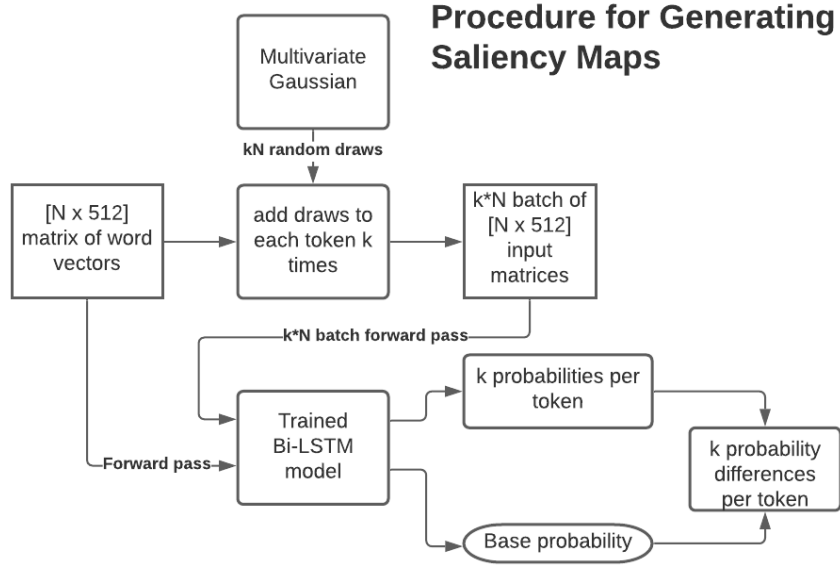 Procedure for Generating
Saliency Maps
Multivariate
Gaussian
kN random draws
[N x 512]
matrix of word
vectors
add draws to
each token k
times
k*N batch of
[N x 512]
input
matrices
k*N batch forward pass
Trained
Bi-LSTM
model
Forward pass
k probabilities per
token
k probability
differences
per token
Base probability